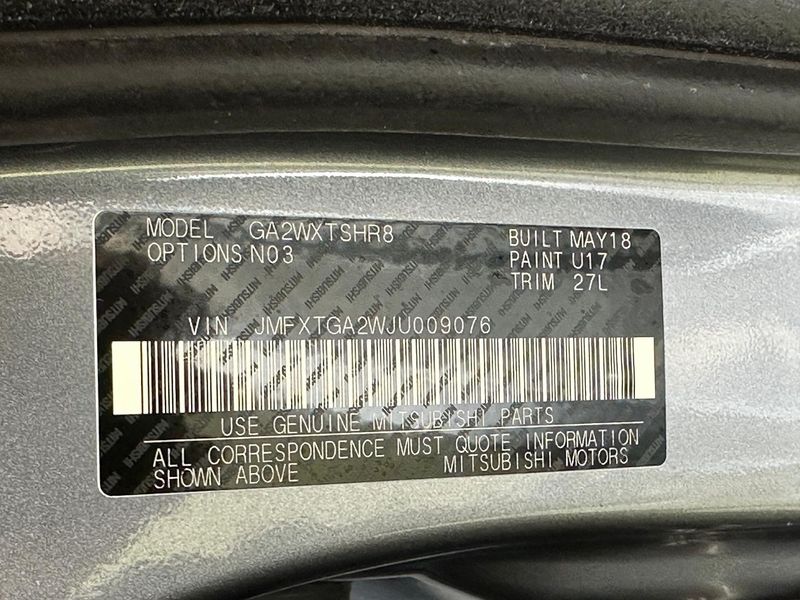 MODEL GA2WXTSHR8 BUILT MAY18
OPTIONS N03 PAINT U17
TRIM 27L
VIN JMFXTGA2WJU009076
USE GENUINE MITSUBISHI PARTS
ALL CORRESPONDENCE MUST QUOTE INFORMATION
SHOWN ABOVE MITSUBISHI MOTORS